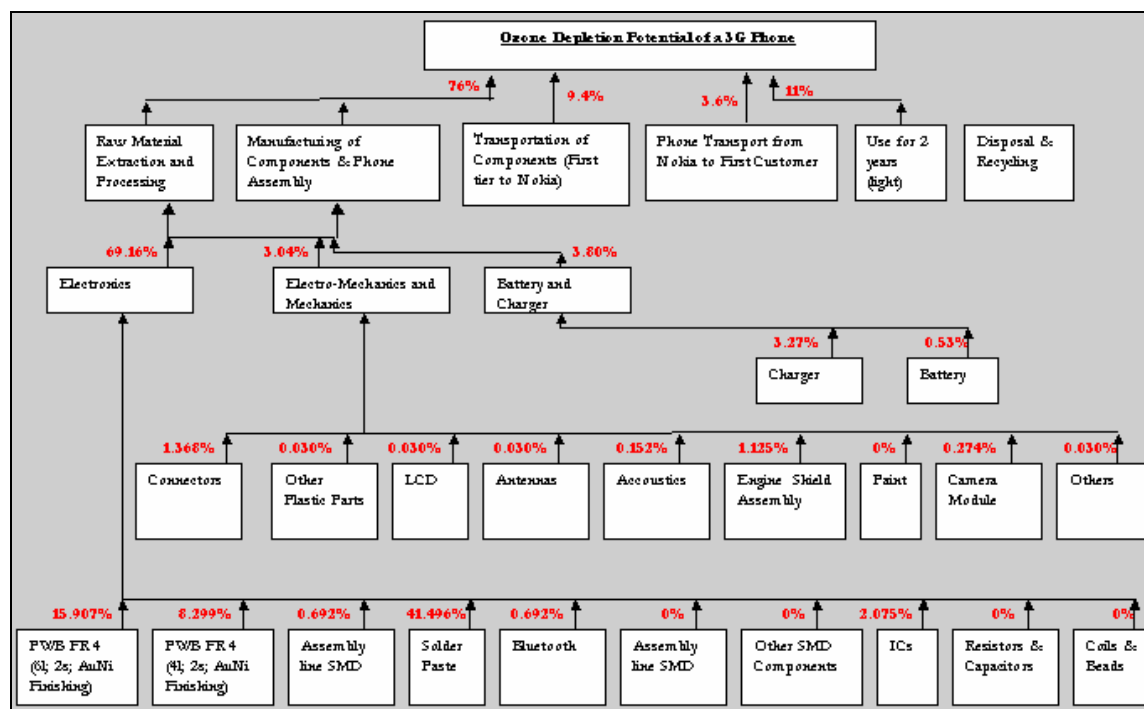 Ozone Depletion Potential of a 3G Phone
76%
9.4%
3.6%
11%
Raw Material
Extraction and
Processing
Manufacturing of
Components & Phone
Assembly
Transportation of
Components (First
tier to Nokia)
Phone Transport from
Nokia to First Customer
Use for 2
years
(light)
Disposal &
Recycling
69.16%
3.04%
3.80%
Electronics
Electro-Mechanics and
Mechanics
Battery and
Charger
3.27%
0.53%
Charger
Battery
1.368%
0.030%
0.030%
0.030%
0.152%
1.125%
0%
0.274%
0.030%
Connectors
Other
Plastic Parts
LCD
Antennas
Accoustics
Engine Shield
Assembly
Paint
Camera
Module
Others
15.907%
8.299%
0.692%
41.496%
0.692%
0%
0%
2.075%
0%
0%
PWB FR4
(6l; 2s; AuNi
Finishing)
PWB FR4
(4l; 2s; AuNi
Finishing)
Assembly
line SMD
Solder
Paste
Bluetooth
Assembly
line SMD
Other SMD
Components
ICs
Resistors &
Capacitors
Coils &
Beads